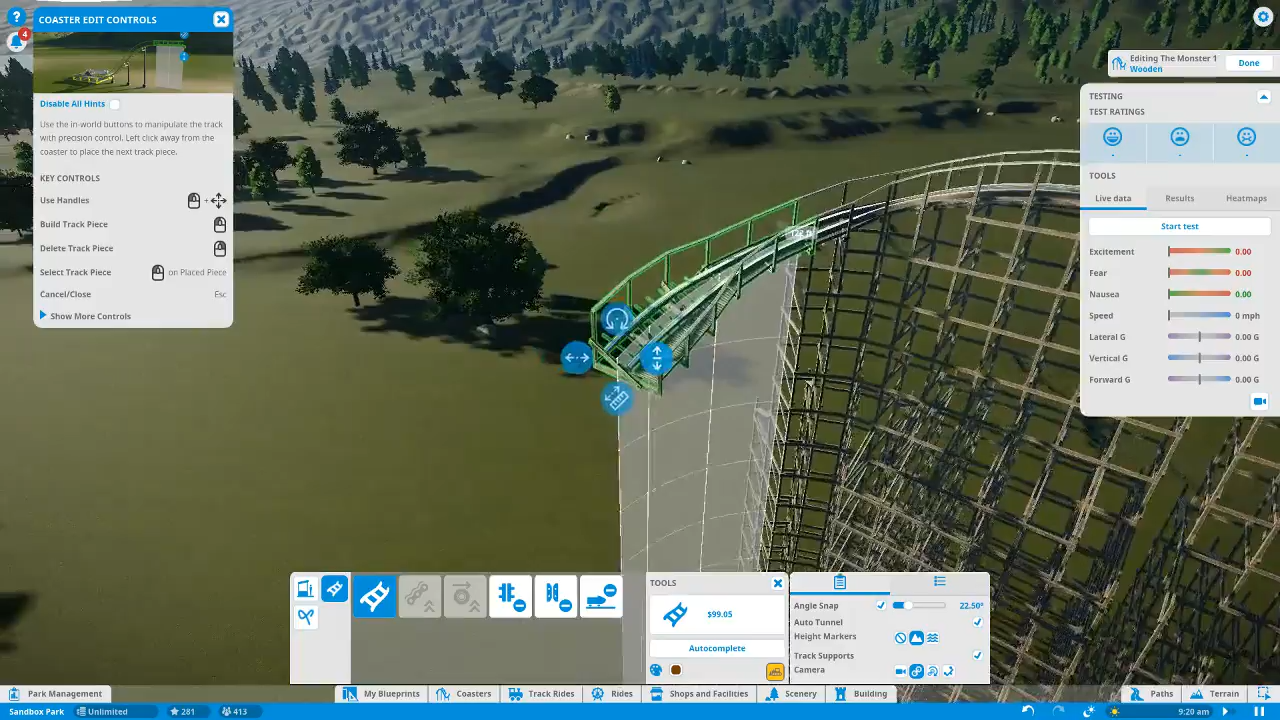 ?
4
COASTER EDIT CONTROLS
Disable All Hints
Use the in-world buttons to manipulate the track
with precision control. Left click away from the
coaster to place the next track piece.
KEY CONTROLS
Use Handles
+
Build Track Piece
Delete Track Piece
Select Track Piece
on Placed Piece
Cancel/Close
Esc
Show More Controls
Editing The Monster 1
Wooden
Done
TESTING
TEST RATINGS
- - -
TOOLS
Live data Results Heatmaps
Start test
Excitement 0.00
Fear 0.00
Nausea 0.00
Speed 0 mph
Lateral G 0.00 G
Vertical G 0.00 G
Forward G 0.00 G
TOOLS
$99.05
Autocomplete
Angle Snap 22.50°
Auto Tunnel
Height Markers
Track Supports
Camera
Park Management
My Blueprints Coasters Track Rides Rides Shops and Facilities Scenery Building
Paths Terrain
Sandbox Park Unlimited 281 413
9:20 am